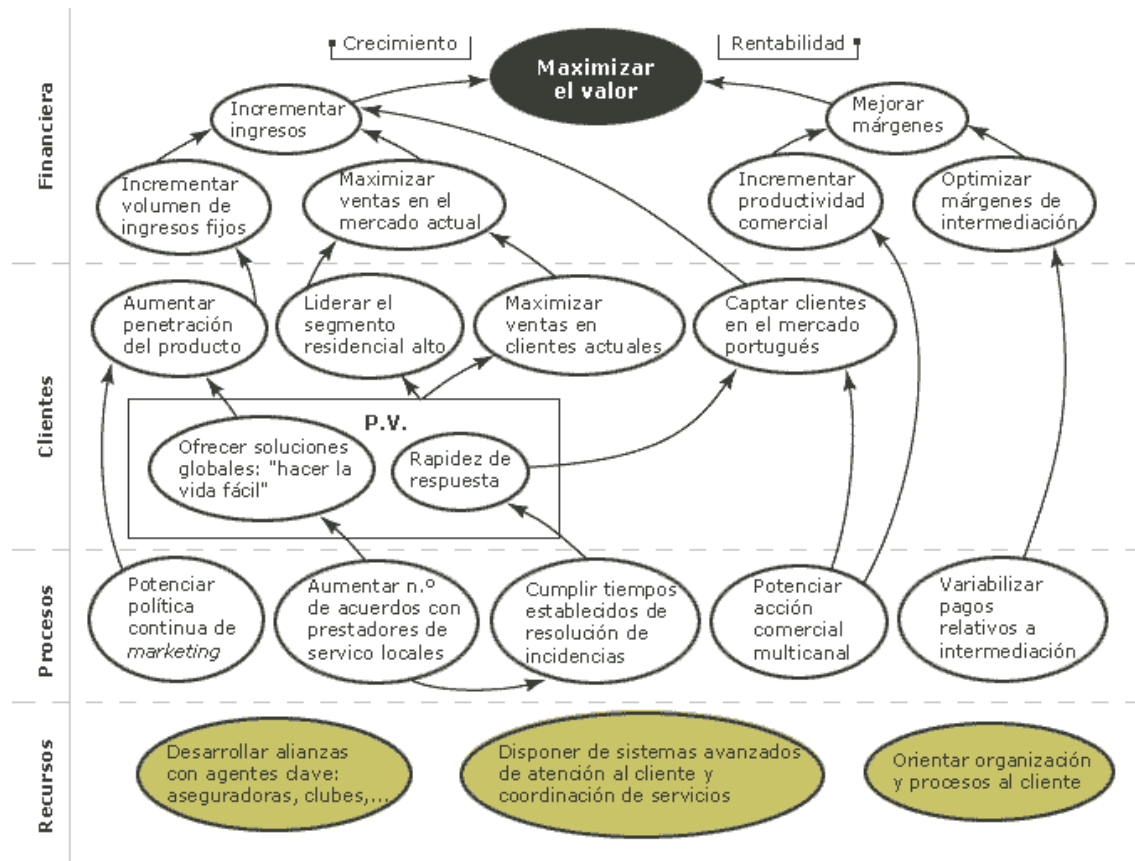 Crecimiento
Rentabilidad
Maximizar
el valor
Financiera
Incrementar
ingresos
Mejorar
márgenes
Incrementar
volumen de
ingresos fijos
Maximizar
ventas en el
mercado actual
Incrementar
productividad
comercial
Optimizar
márgenes de
intermediación
Clientes
Aumentar
penetración
del producto
Liderar el
segmento
residencial alto
Maximizar
ventas en
clientes actuales
Captar clientes
en el mercado
portugués
P.V.
Ofrecer soluciones
globales: "hacer la
vida fácil"
Rapidez de
respuesta
Procesos
Potenciar
política
continua de
marketing
Aumentar n.º
de acuerdos con
prestadores de
servico locales
Cumplir tiempos
establecidos de
resolución de
incidencias
Potenciar
acción
comercial
multicanal
Variabilizar
pagos
relativos a
intermediación
Recursos
Desarrollar alianzas
con agentes clave:
aseguradoras, clubes,...
Disponer de sistemas avanzados
de atención al cliente y
coordinación de servicios
Orientar organización
y procesos al cliente